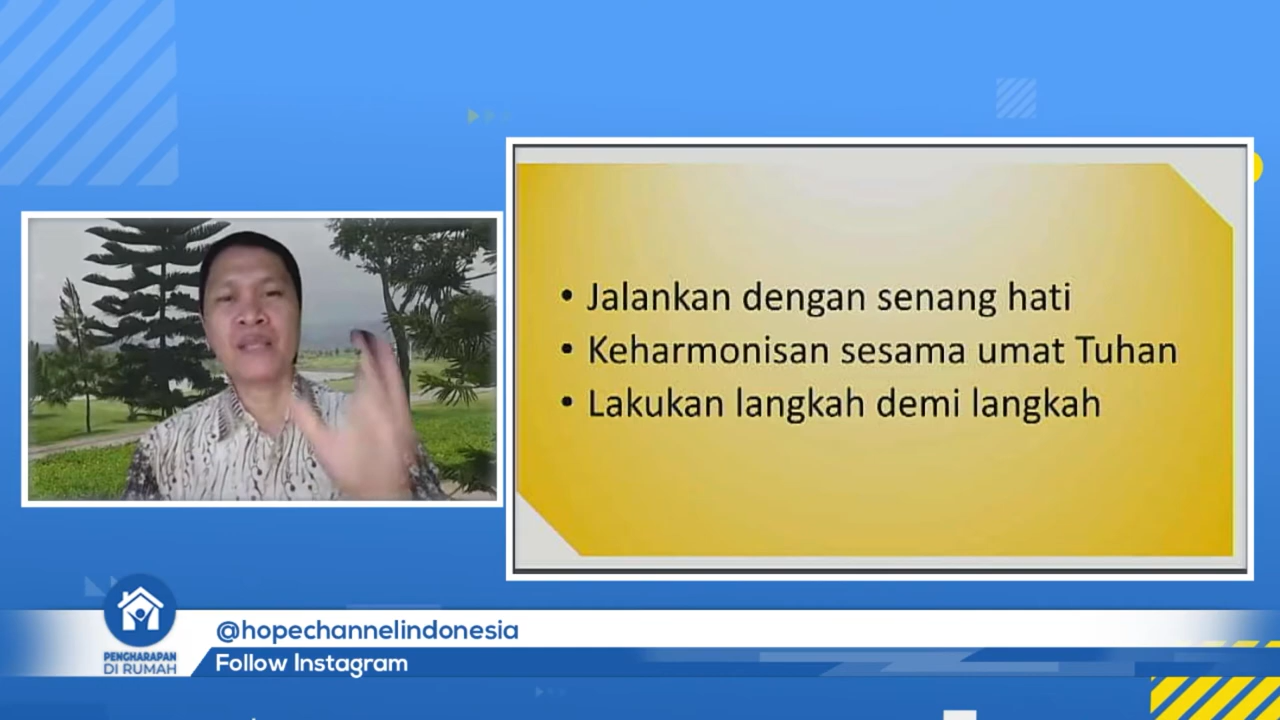 • Jalankan dengan senang hati
• Keharmonisan sesama umat Tuhan
• Lakukan langkah demi langkah
@hopechannelindonesia
Follow Instagram
PENGHARAPAN
DI RUMAH